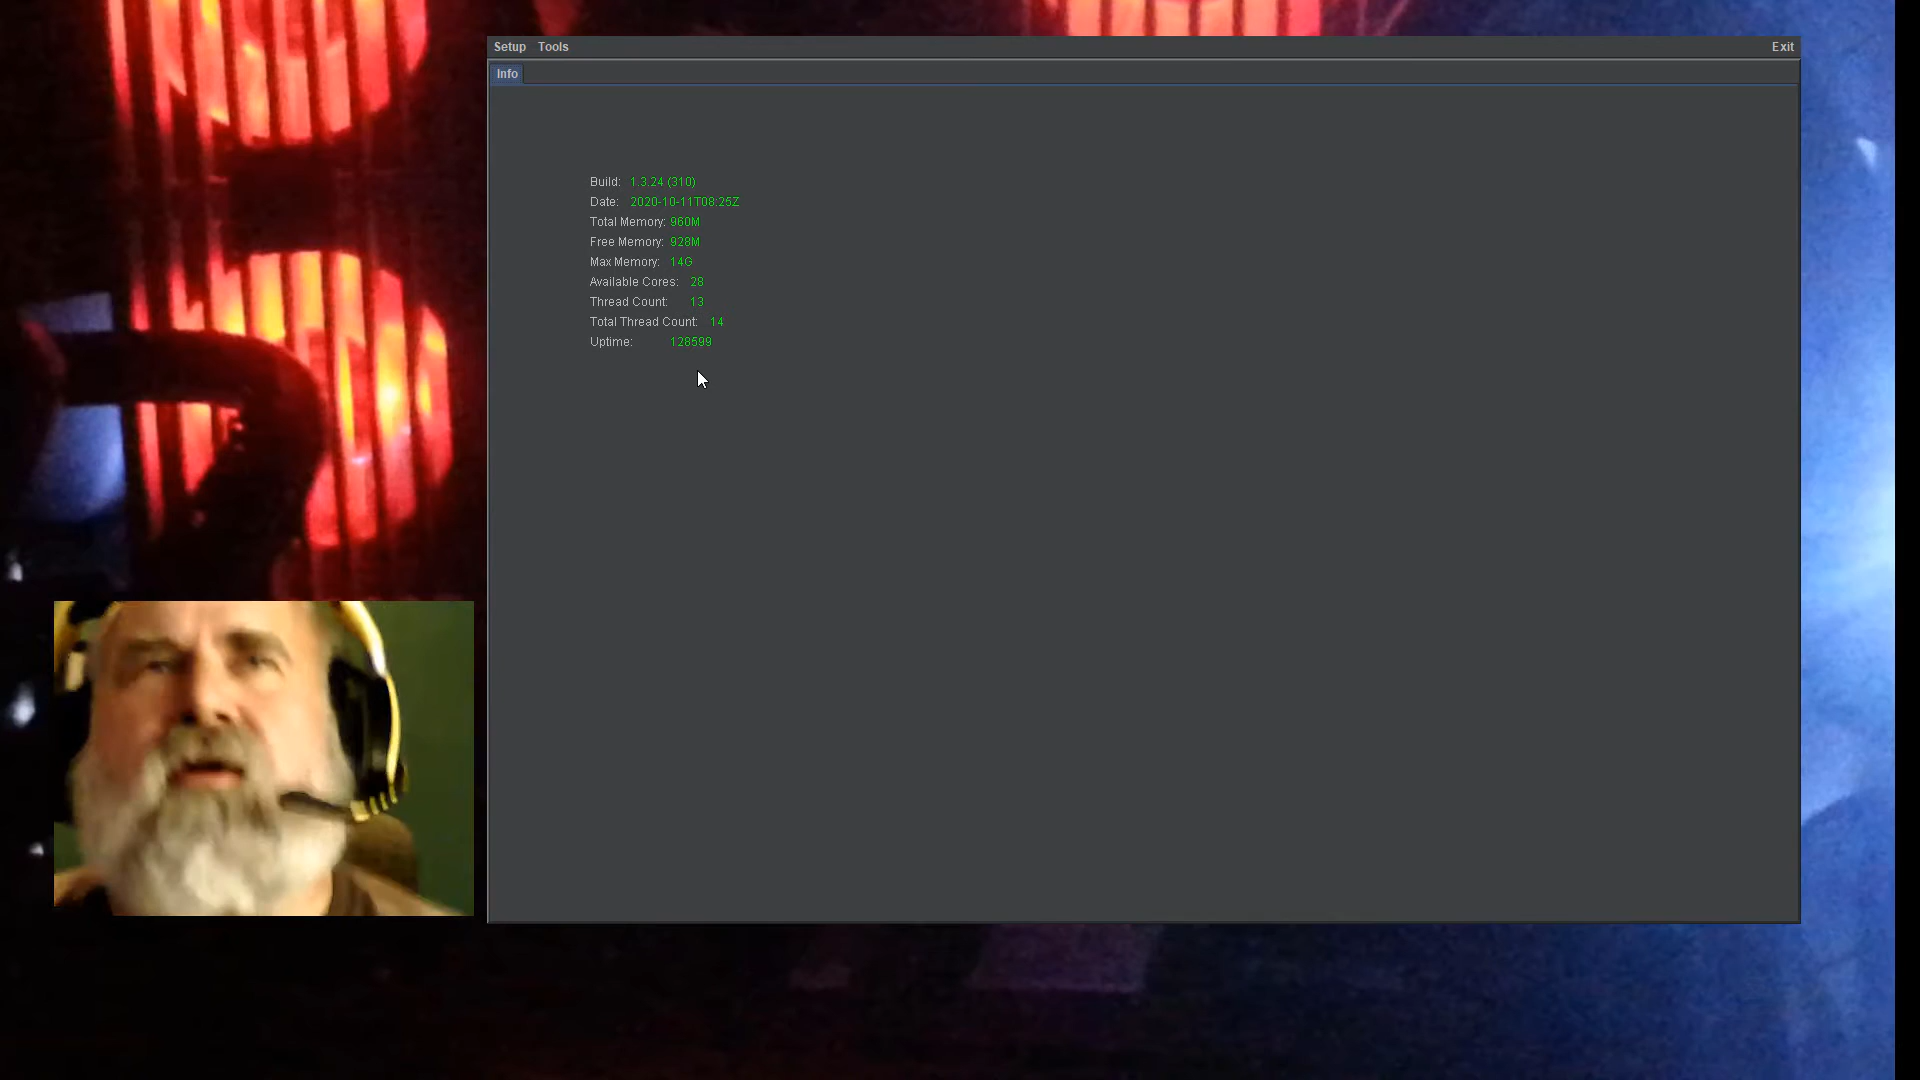 Setup Tools Exit
Info
Build: 1.3.24 (310)
Date: 2020-10-11T08:25Z
Total Memory: 960M
Free Memory: 928M
Max Memory: 14G
Available Cores: 28
Thread Count: 13
Total Thread Count: 14
Uptime: 128599